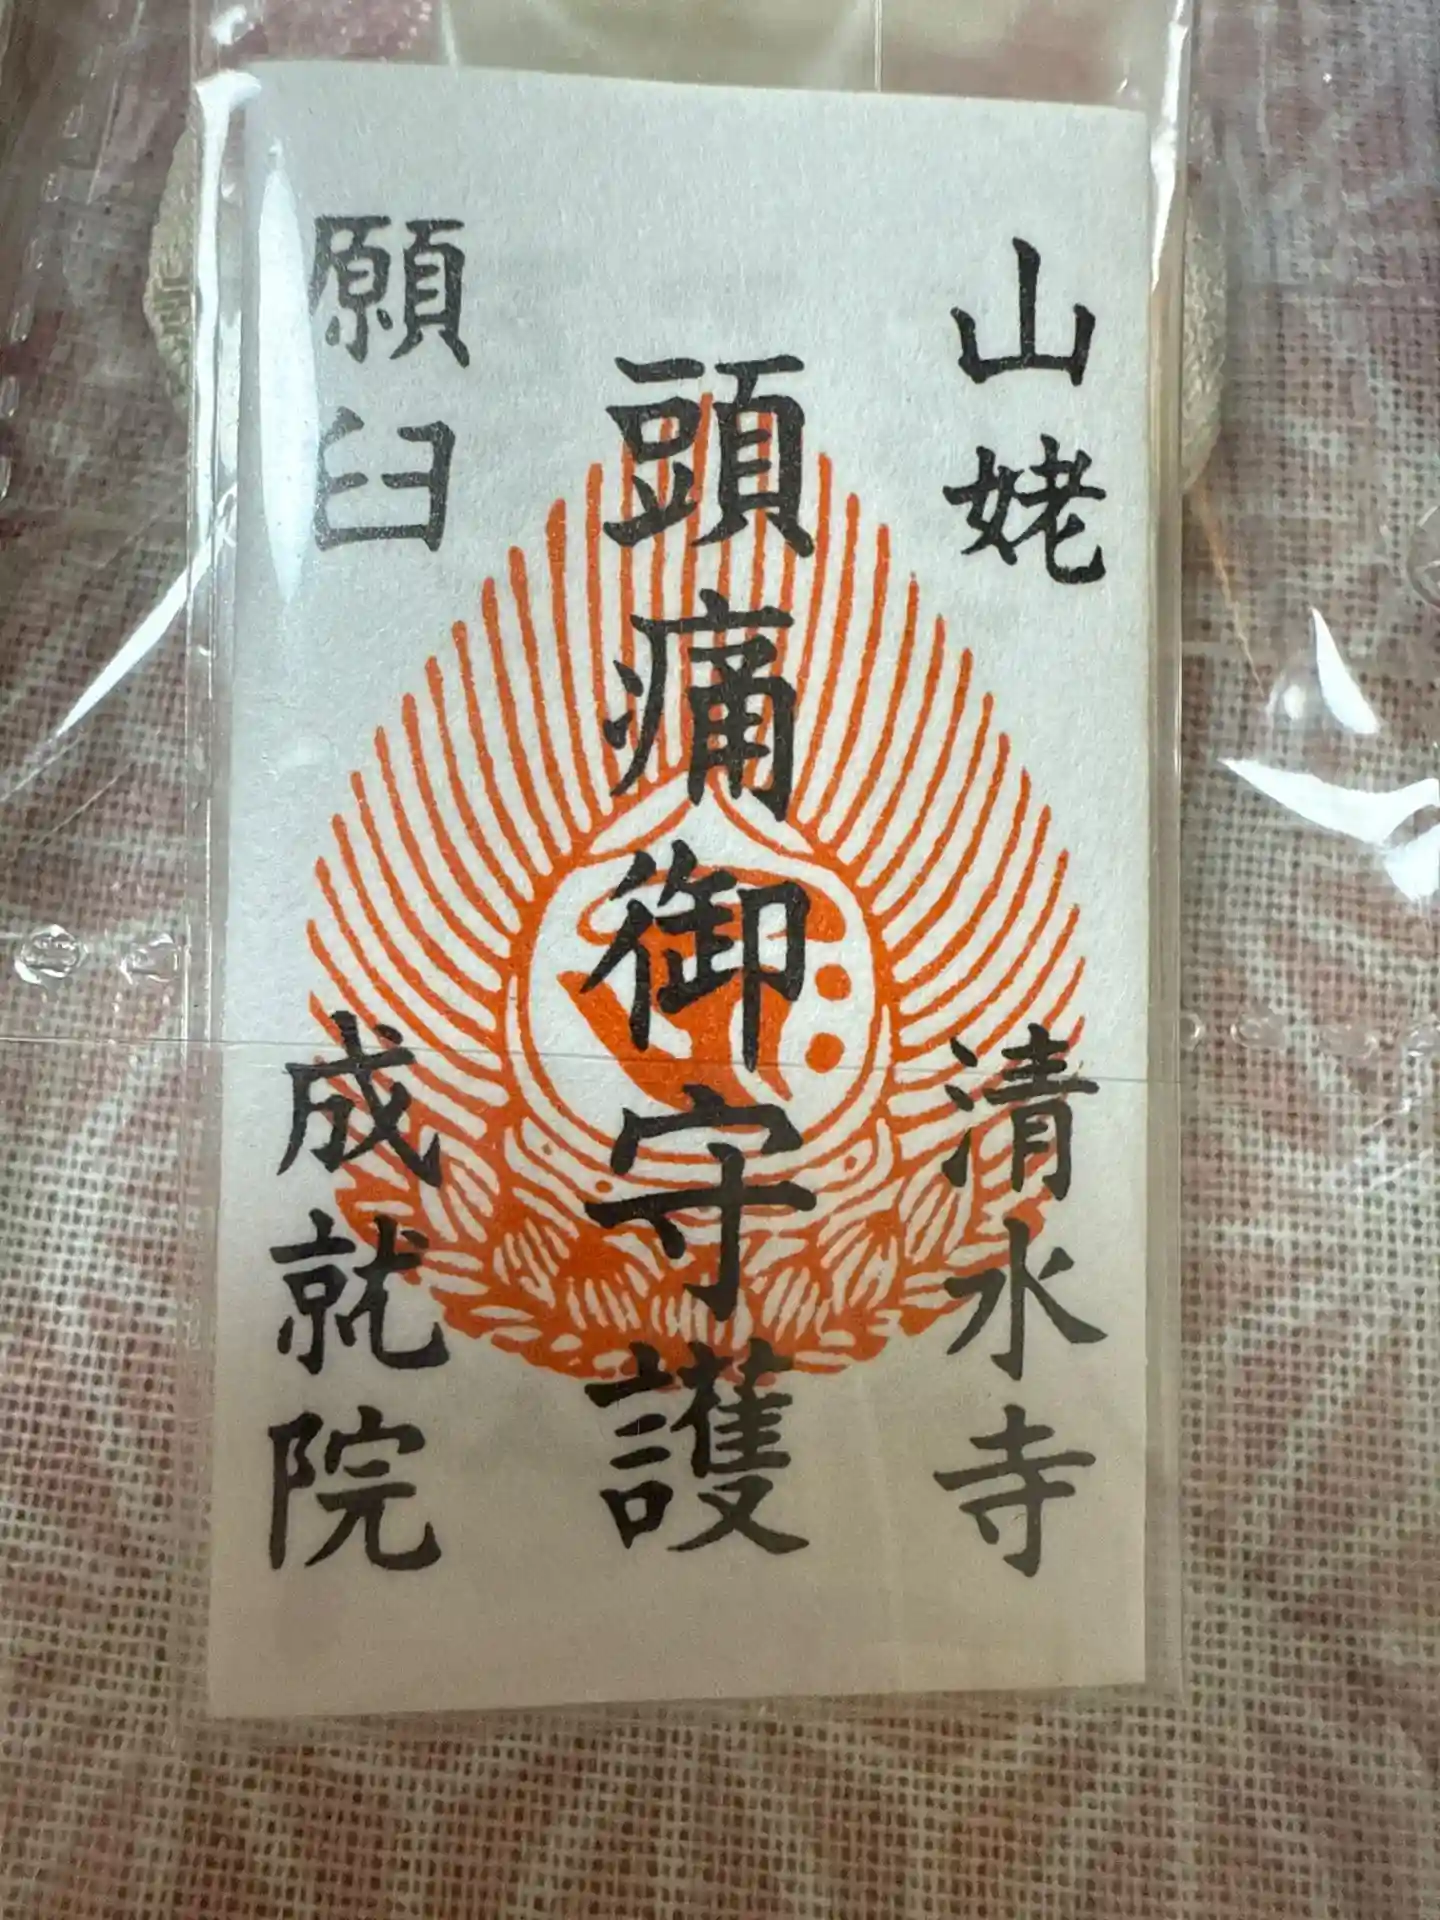 山姥 清水寺
頭痛御守護
願臼 成就院